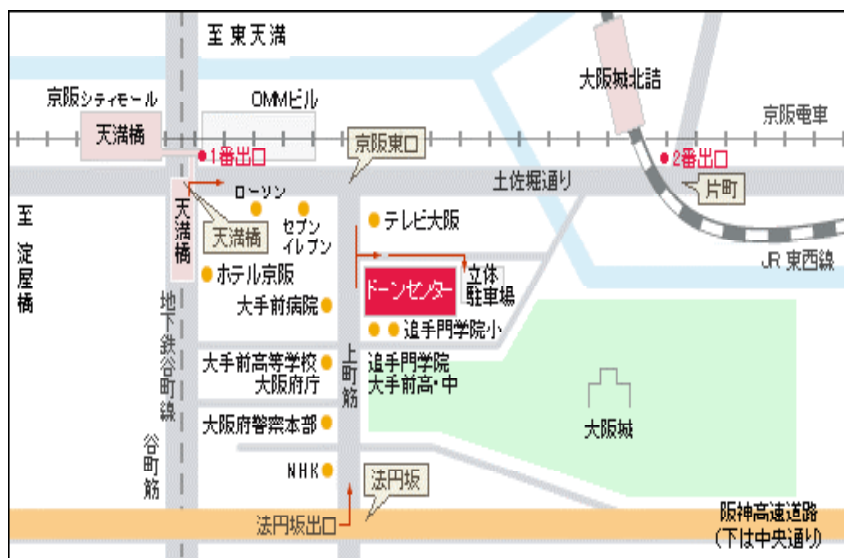 至東天満
大阪城北詰
京阪シティモール
OMMビル
京阪電車
天満橋
京阪東口
1番出口
2番出口
土佐堀通り
片町
ローソン
至淀屋橋
天満橋
天満橋
セブン
イレブン
テレビ大阪
JR東西線
ホテル京阪
ドーンセンター
立体
駐車場
大手前病院
地下鉄谷町線
追手門学院小
大手前高等学校
大阪府庁
上町筋
追手門学院
大手前高・中
大阪府警察本部
大阪城
谷町筋
NHK
法円坂
法円坂出口
阪神高速道路
(下は中央通り)